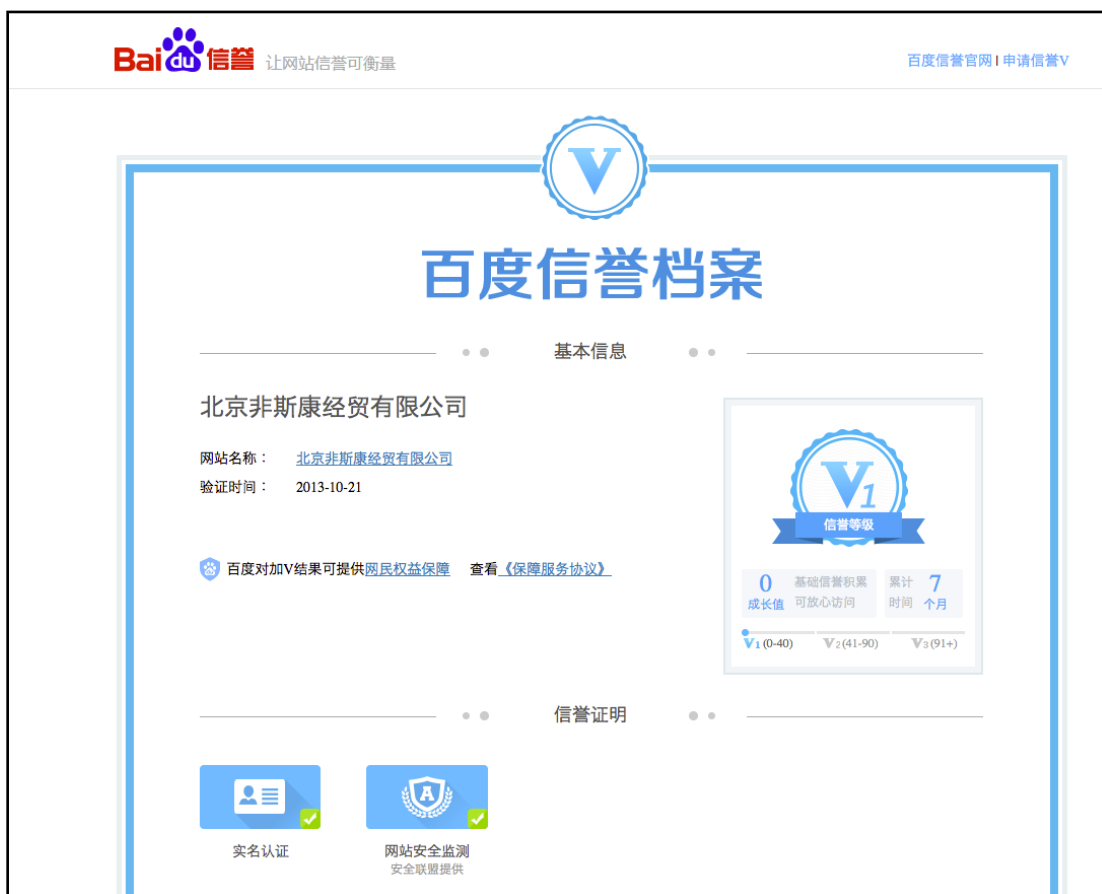 Bai du 信誉 让网站信誉可衡量
百度信誉官网 | 申请信誉V
V
百度信誉档案
基本信息
北京非斯康经贸有限公司
网站名称： 北京非斯康经贸有限公司
验证时间： 2013-10-21
百度对加V结果可提供网民权益保障 查看《保障服务协议》
V1
信誉等级
0 基础信誉积累 累计 7
成长值 可放心访问 时间 个月
V1 (0-40) V2 (41-90) V3 (91+)
信誉证明
A
实名认证 网站安全监测
安全联盟提供